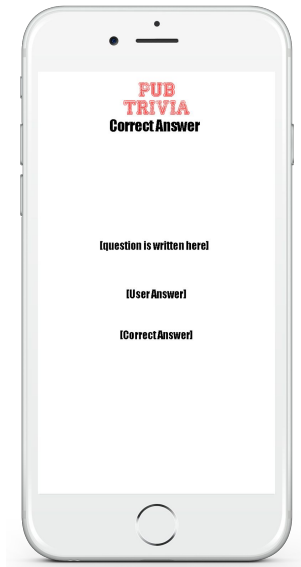 PUB
TRIVIA
Correct Answer
[question is written here]
[User Answer]
[Correct Answer]